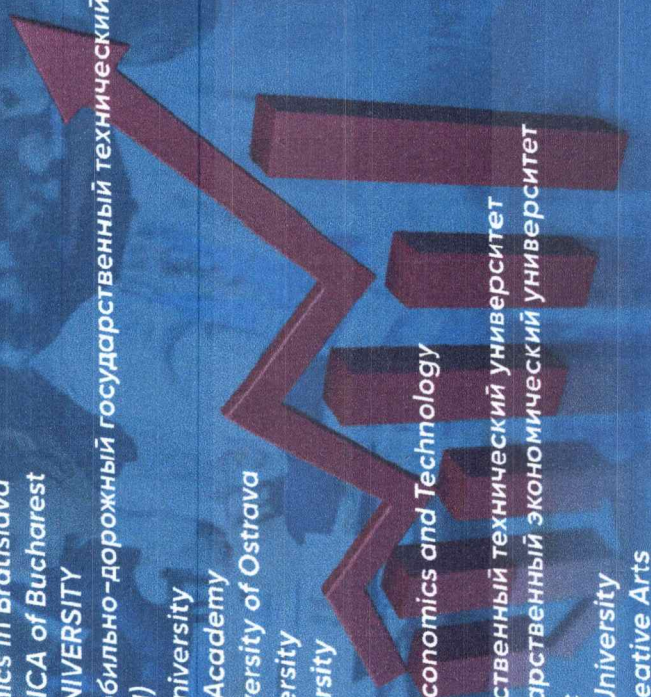 ics in Bratislava
ICA of Bucharest
NIVERSITY
бильно-дорожный государственный технический
)
niversity
Academy
ersity of Ostrava
ersity
rsity
conomics and Technology
ственный технический университет
рственный экономический университет
niversity
eative Arts